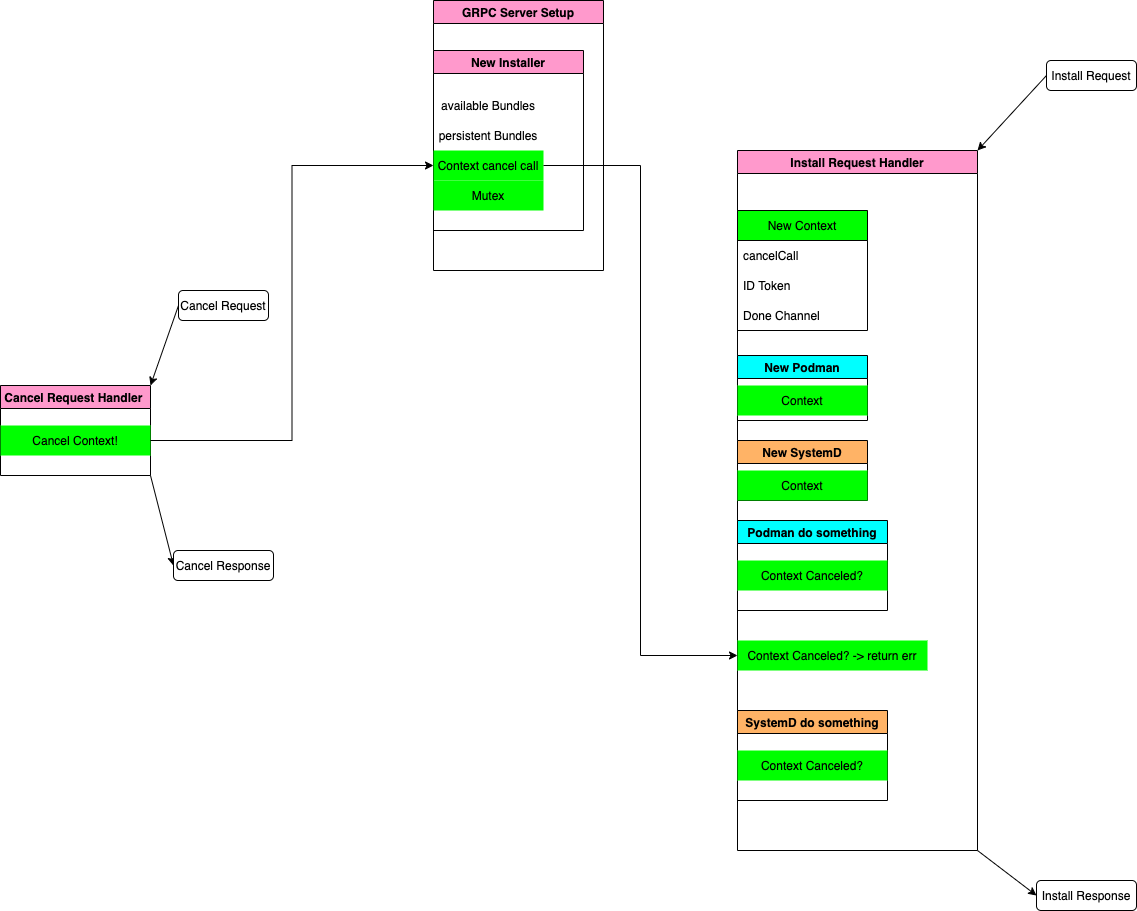 GRPC Server Setup
New Installer
available Bundles
persistent Bundles
Context cancel call
Mutex
Cancel Request
Cancel Request Handler
Cancel Context!
Cancel Response
Install Request
Install Request Handler
New Context
cancelCall
ID Token
Done Channel
New Podman
Context
New SystemD
Context
Podman do something
Context Canceled?
Context Canceled? -> return err
SystemD do something
Context Canceled?
Install Response